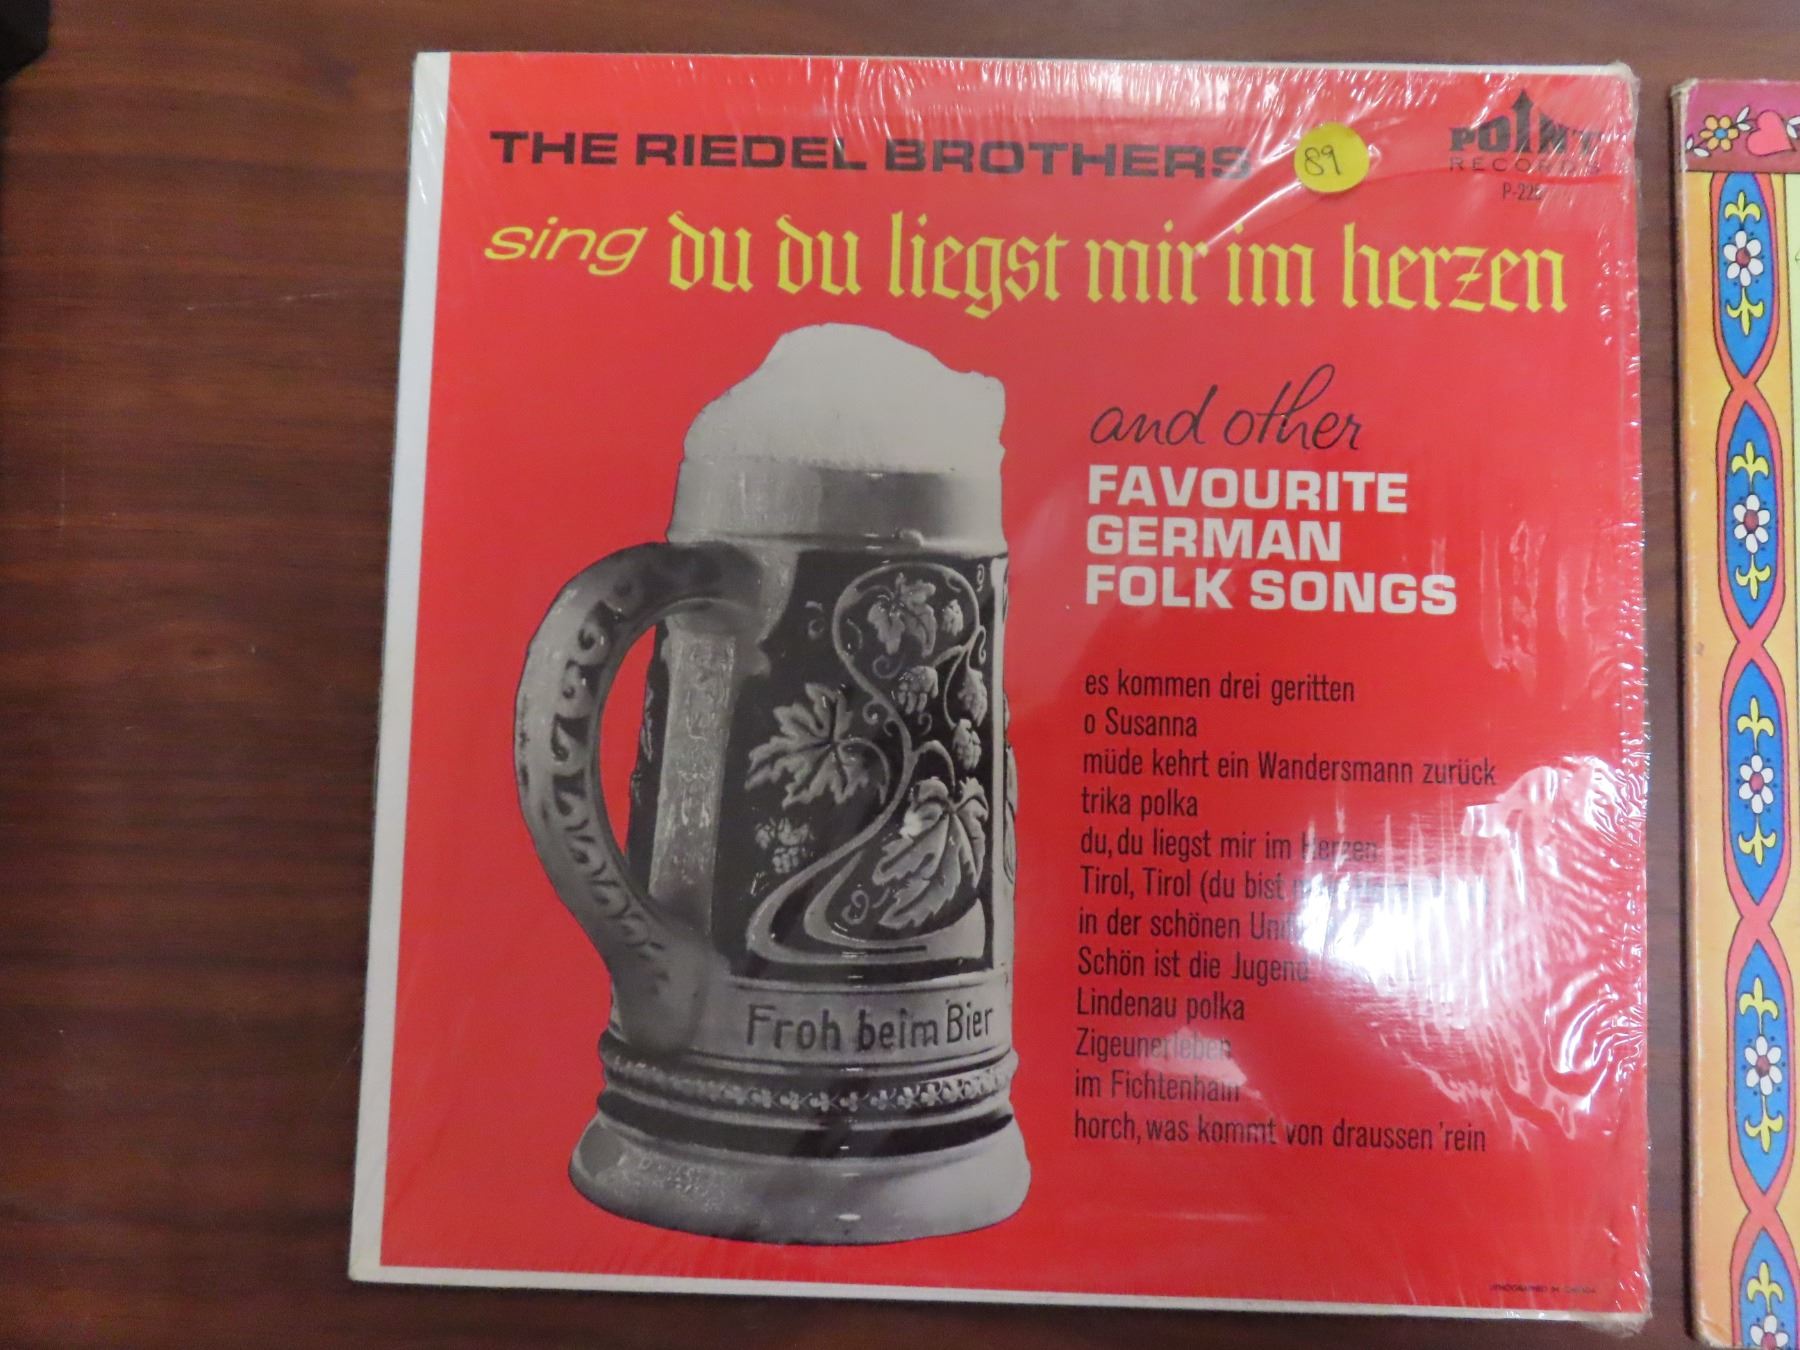 THE RIEDEL BROTHERS
89
POINT
RECORDS
sing du du liegst mir im herzen
and other
FAVOURITE
GERMAN
FOLK SONGS
es kommen drei geritten
o Susanna
müde kehrt ein Wandersmann zurück
trika polka
du, du liegst mir im Herzen
Tirol, Tirol (du bist
in der schönen
Schön ist die Jugend
Lindenau polka
Zigeunerleben
im Fichtenhain
horch, was kommt von draussen 'rein
Froh beim Bier
LITHOGRAPHED IN CANADA